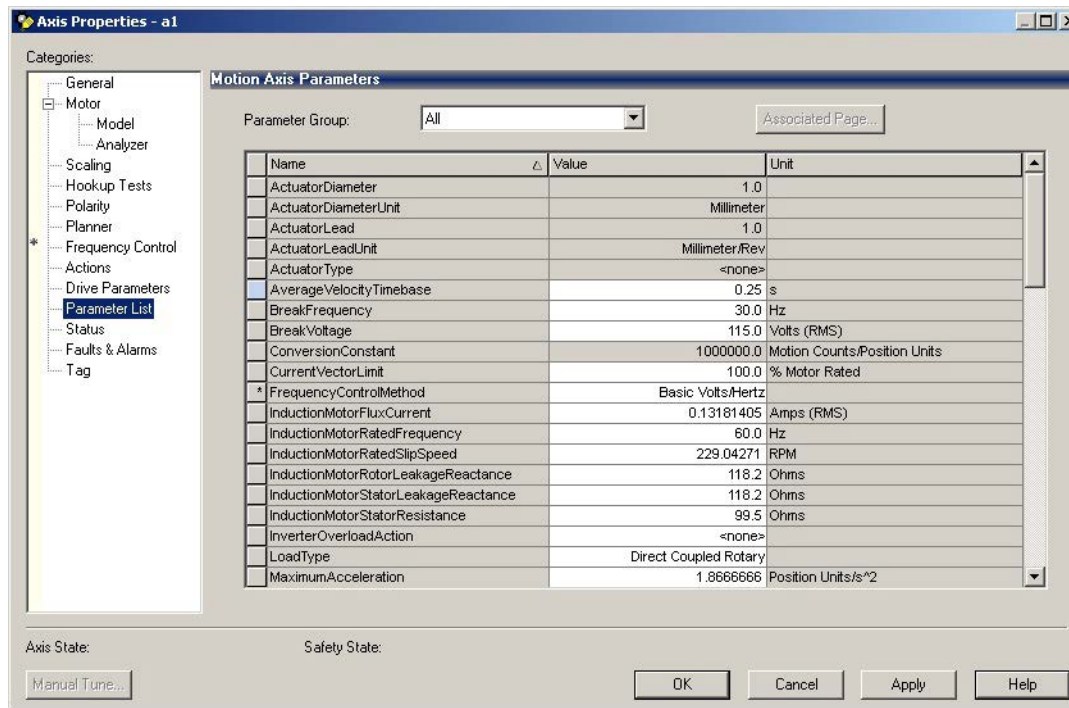 Axis Properties - a1
Categories:
General
Motor
Model
Analyzer
Scaling
Hookup Tests
Polarity
Planner
* Frequency Control
Actions
Drive Parameters
Parameter List
Status
Faults & Alarms
Tag
Motion Axis Parameters
Parameter Group: All Associated Page...
Name Value Unit
ActuatorDiameter 1.0
ActuatorDiameterUnit Millimeter
ActuatorLead 1.0
ActuatorLeadUnit Millimeter/Rev
ActuatorType <none>
AverageVelocityTimebase 0.25 s
BreakFrequency 30.0 Hz
BreakVoltage 115.0 Volts (RMS)
ConversionConstant 1000000.0 Motion Counts/Position Units
CurrentVectorLimit 100.0 % Motor Rated
* FrequencyControlMethod Basic Volts/Hertz
InductionMotorFluxCurrent 0.13181405 Amps (RMS)
InductionMotorRatedFrequency 60.0 Hz
InductionMotorRatedSlipSpeed 229.04271 RPM
InductionMotorRotorLeakageReactance 118.2 Ohms
InductionMotorStatorLeakageReactance 118.2 Ohms
InductionMotorStatorResistance 99.5 Ohms
InverterOverloadAction <none>
LoadType Direct Coupled Rotary
MaximumAcceleration 1.8666666 Position Units/s^2
Axis State: Safety State:
Manual Tune... OK Cancel Apply Help